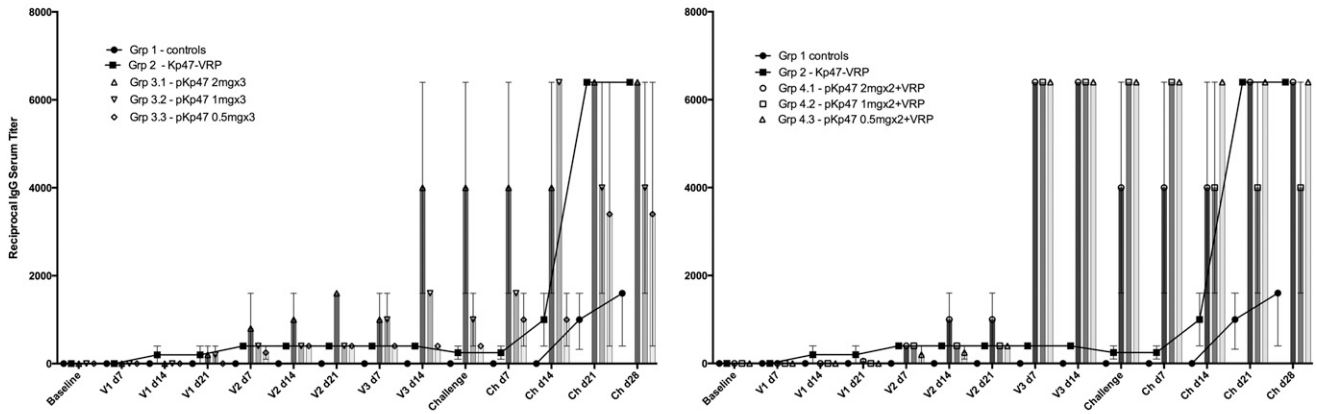 8000
6000
4000
2000
0
Reciprocal IgG Serum Titer
Grp 1 - controls
Grp 2 - Kp47-VRP
Grp 3.1 - pKp47 2mgx3
Grp 3.2 - pKp47 1mgx3
Grp 3.3 - pKp47 0.5mgx3
Baseline
V1 d7
V1 d14
V1 d21
V2 d7
V2 d14
V2 d21
V3 d7
V3 d14
Challenge
Ch d7
Ch d14
Ch d21
Ch d28
8000
6000
4000
2000
0
Grp 1 controls
Grp 2 - Kp47-VRP
Grp 4.1 - pKp47 2mgx2+VRP
Grp 4.2 - pKp47 1mgx2+VRP
Grp 4.3 - pKp47 0.5mgx2+VRP
Baseline
V1 d7
V1 d14
V1 d21
V2 d7
V2 d14
V2 d21
V3 d7
V3 d14
Challenge
Ch d7
Ch d14
Ch d21
Ch d28